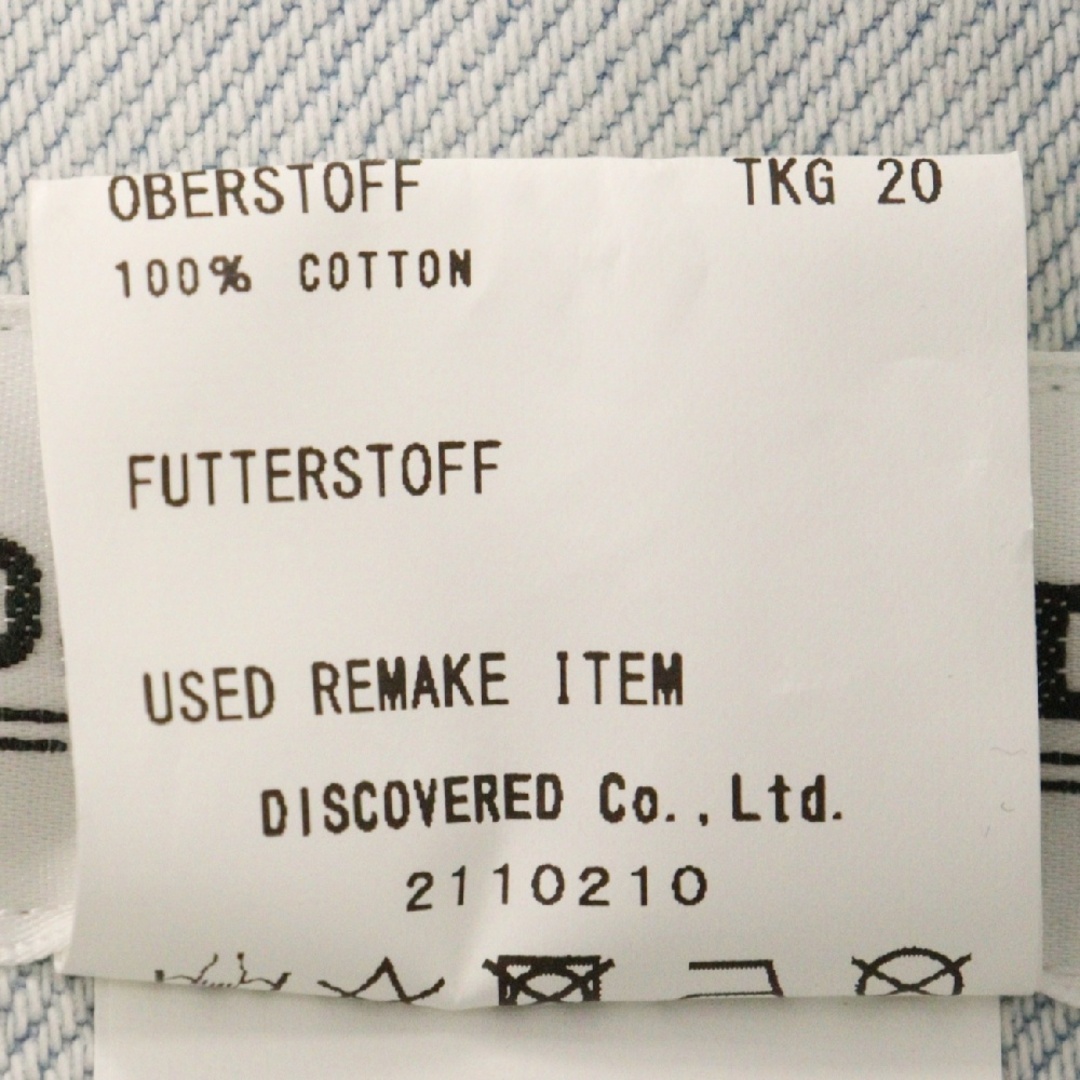 OBERSTOFF TKG 20
100% COTTON
FUTTERSTOFF
USED REMAKE ITEM
DISCOVERED Co.,Ltd.
2110210